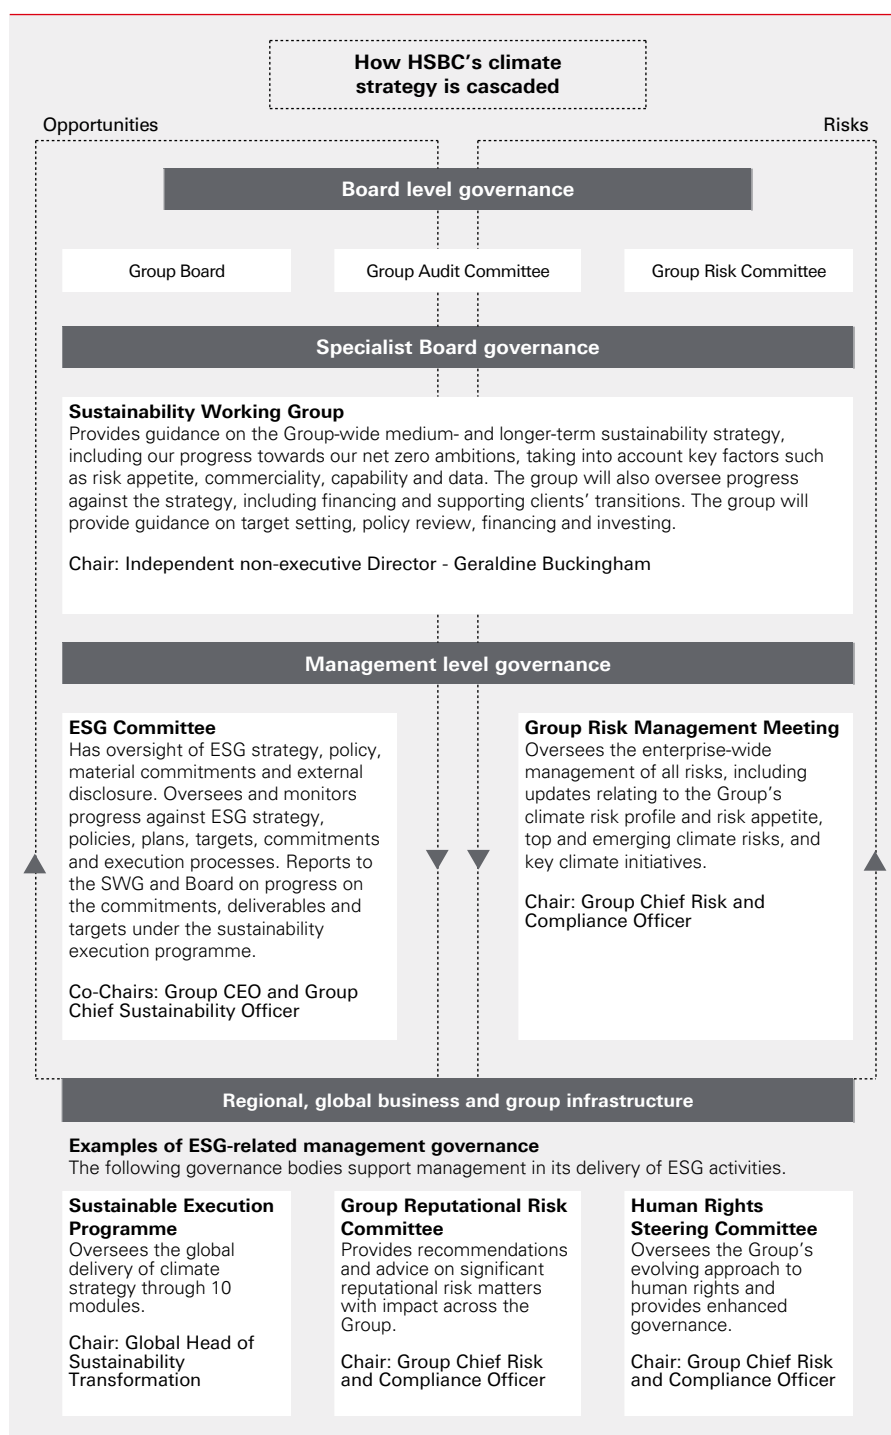 How HSBC's climate
strategy is cascaded
Opportunities
Risks
Board level governance
Group Board
Group Audit Committee
Group Risk Committee
Specialist Board governance
Sustainability Working Group
Provides guidance on the Group-wide medium- and longer-term sustainability strategy,
including our progress towards our net zero ambitions, taking into account key factors such
as risk appetite, commerciality, capability and data. The group will also oversee progress
against the strategy, including financing and supporting clients' transitions. The group will
provide guidance on target setting, policy review, financing and investing.
Chair: Independent non-executive Director - Geraldine Buckingham
Management level governance
ESG Committee
Has oversight of ESG strategy, policy,
material commitments and external
disclosure. Oversees and monitors
progress against ESG strategy,
policies, plans, targets, commitments
and execution processes. Reports to
the SWG and Board on progress on
the commitments, deliverables and
targets under the sustainability
execution programme.
Co-Chairs: Group CEO and Group
Chief Sustainability Officer
Group Risk Management Meeting
Oversees the enterprise-wide
management of all risks, including
updates relating to the Group's
climate risk profile and risk appetite,
top and emerging climate risks, and
key climate initiatives.
Chair: Group Chief Risk and
Compliance Officer
Regional, global business and group infrastructure
Examples of ESG-related management governance
The following governance bodies support management in its delivery of ESG activities.
Sustainable Execution
Programme
Oversees the global
delivery of climate
strategy through 10
modules.
Chair: Global Head of
Sustainability
Transformation
Group Reputational Risk
Committee
Provides recommendations
and advice on significant
reputational risk matters
with impact across the
Group.
Chair: Group Chief Risk
and Compliance Officer
Human Rights
Steering Committee
Oversees the Group's
evolving approach to
human rights and
provides enhanced
governance.
Chair: Group Chief Risk
and Compliance Officer